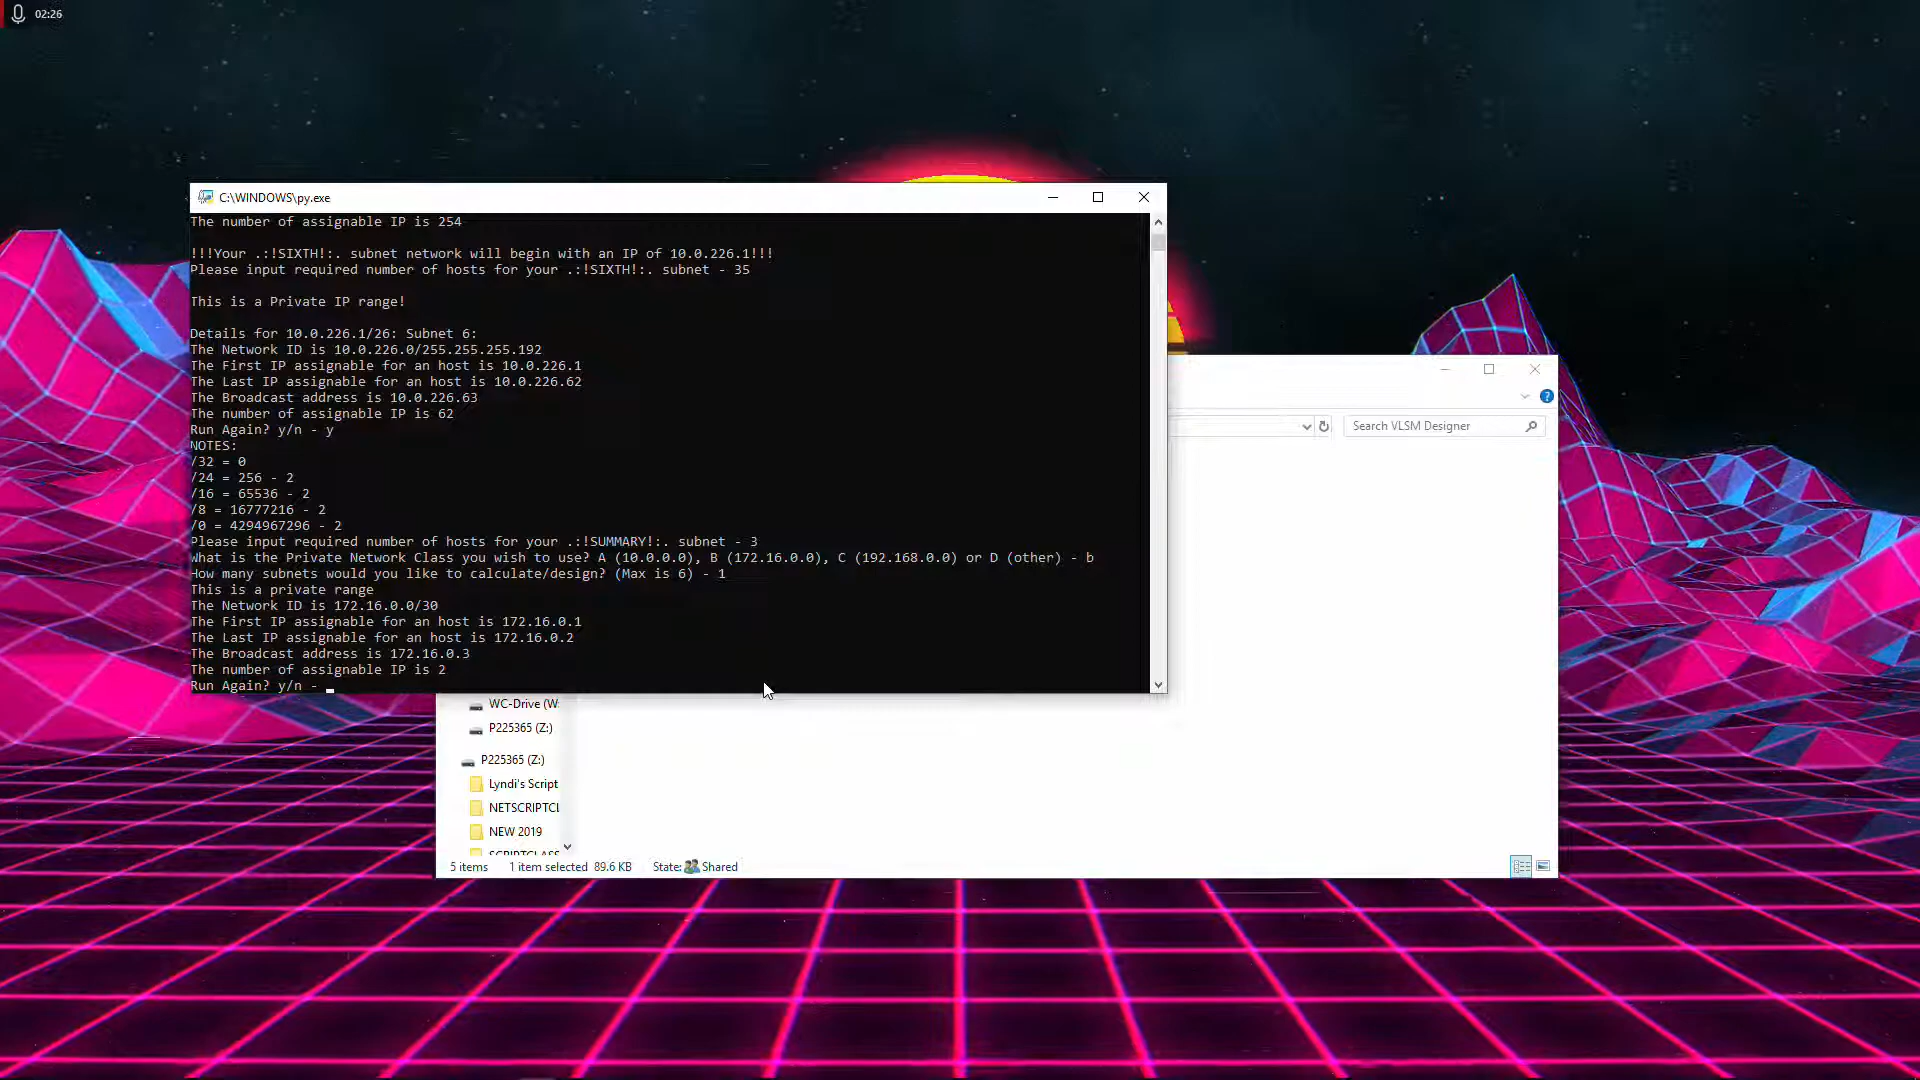 02:26
C:\WINDOWS\py.exe
The number of assignable IP is 254
!!!Your .:!SIXTH!:. subnet network will begin with an IP of 10.0.226.1!!!
Please input required number of hosts for your .:!SIXTH!:. subnet - 35
This is a Private IP range!
Details for 10.0.226.1/26: Subnet 6:
The Network ID is 10.0.226.0/255.255.255.192
The First IP assignable for an host is 10.0.226.1
The Last IP assignable for an host is 10.0.226.62
The Broadcast address is 10.0.226.63
The number of assignable IP is 62
Run Again? y/n - y
NOTES:
/32 = 0
/24 = 256 - 2
/16 = 65536 - 2
/8 = 16777216 - 2
/0 = 4294967296 - 2
Please input required number of hosts for your .:!SUMMARY!:. subnet - 3
What is the Private Network Class you wish to use? A (10.0.0.0), B (172.16.0.0), C (192.168.0.0) or D (other) - b
How many subnets would you like to calculate/design? (Max is 6) - 1
This is a private range
The Network ID is 172.16.0.0/30
The First IP assignable for an host is 172.16.0.1
The Last IP assignable for an host is 172.16.0.2
The Broadcast address is 172.16.0.3
The number of assignable IP is 2
Run Again? y/n - _
Search VLSM Designer
WC-Drive (W:
P225365 (Z:)
P225365 (Z:)
Lyndi's Script
NETSCRIPTCL
NEW 2019
SCRIPTCLASS
5 items 1 item selected 89.6 KB State: Shared